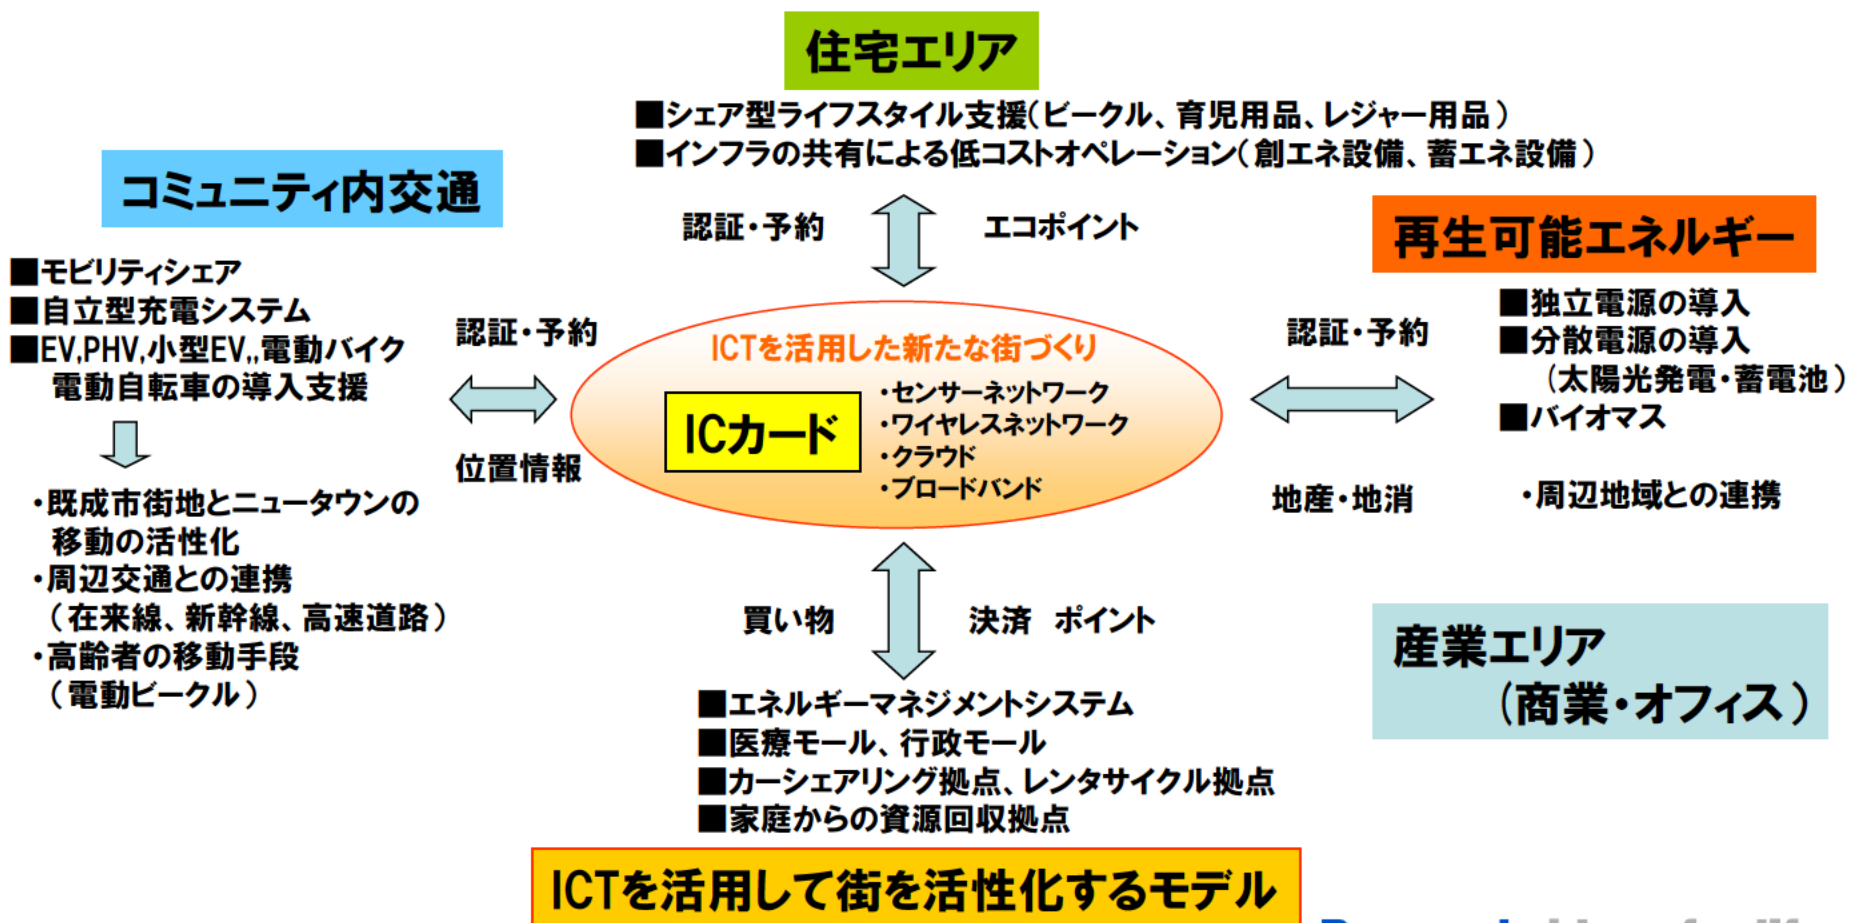 住宅エリア
■シェア型ライフスタイル支援(ビークル、育児用品、レジャー用品)
■インフラの共有による低コストオペレーション(創エネ設備、蓄エネ設備)
コミュニティ内交通
■モビリティシェア
■自立型充電システム
■EV,PHV,小型EV,,電動バイク
電動自転車の導入支援
・既成市街地とニュータウンの
移動の活性化
・周辺交通との連携
(在来線、新幹線、高速道路)
・高齢者の移動手段
(電動ビークル)
認証・予約
エコポイント
認証・予約
位置情報
ICTを活用した新たな街づくり
ICカード
・センサーネットワーク
・ワイヤレスネットワーク
・クラウド
・ブロードバンド
認証・予約
地産・地消
再生可能エネルギー
■独立電源の導入
■分散電源の導入
(太陽光発電・蓄電池)
■バイオマス
・周辺地域との連携
買い物
決済 ポイント
産業エリア
(商業・オフィス)
■エネルギーマネジメントシステム
■医療モール、行政モール
■カーシェアリング拠点、レンタサイクル拠点
■家庭からの資源回収拠点
ICTを活用して街を活性化するモデル